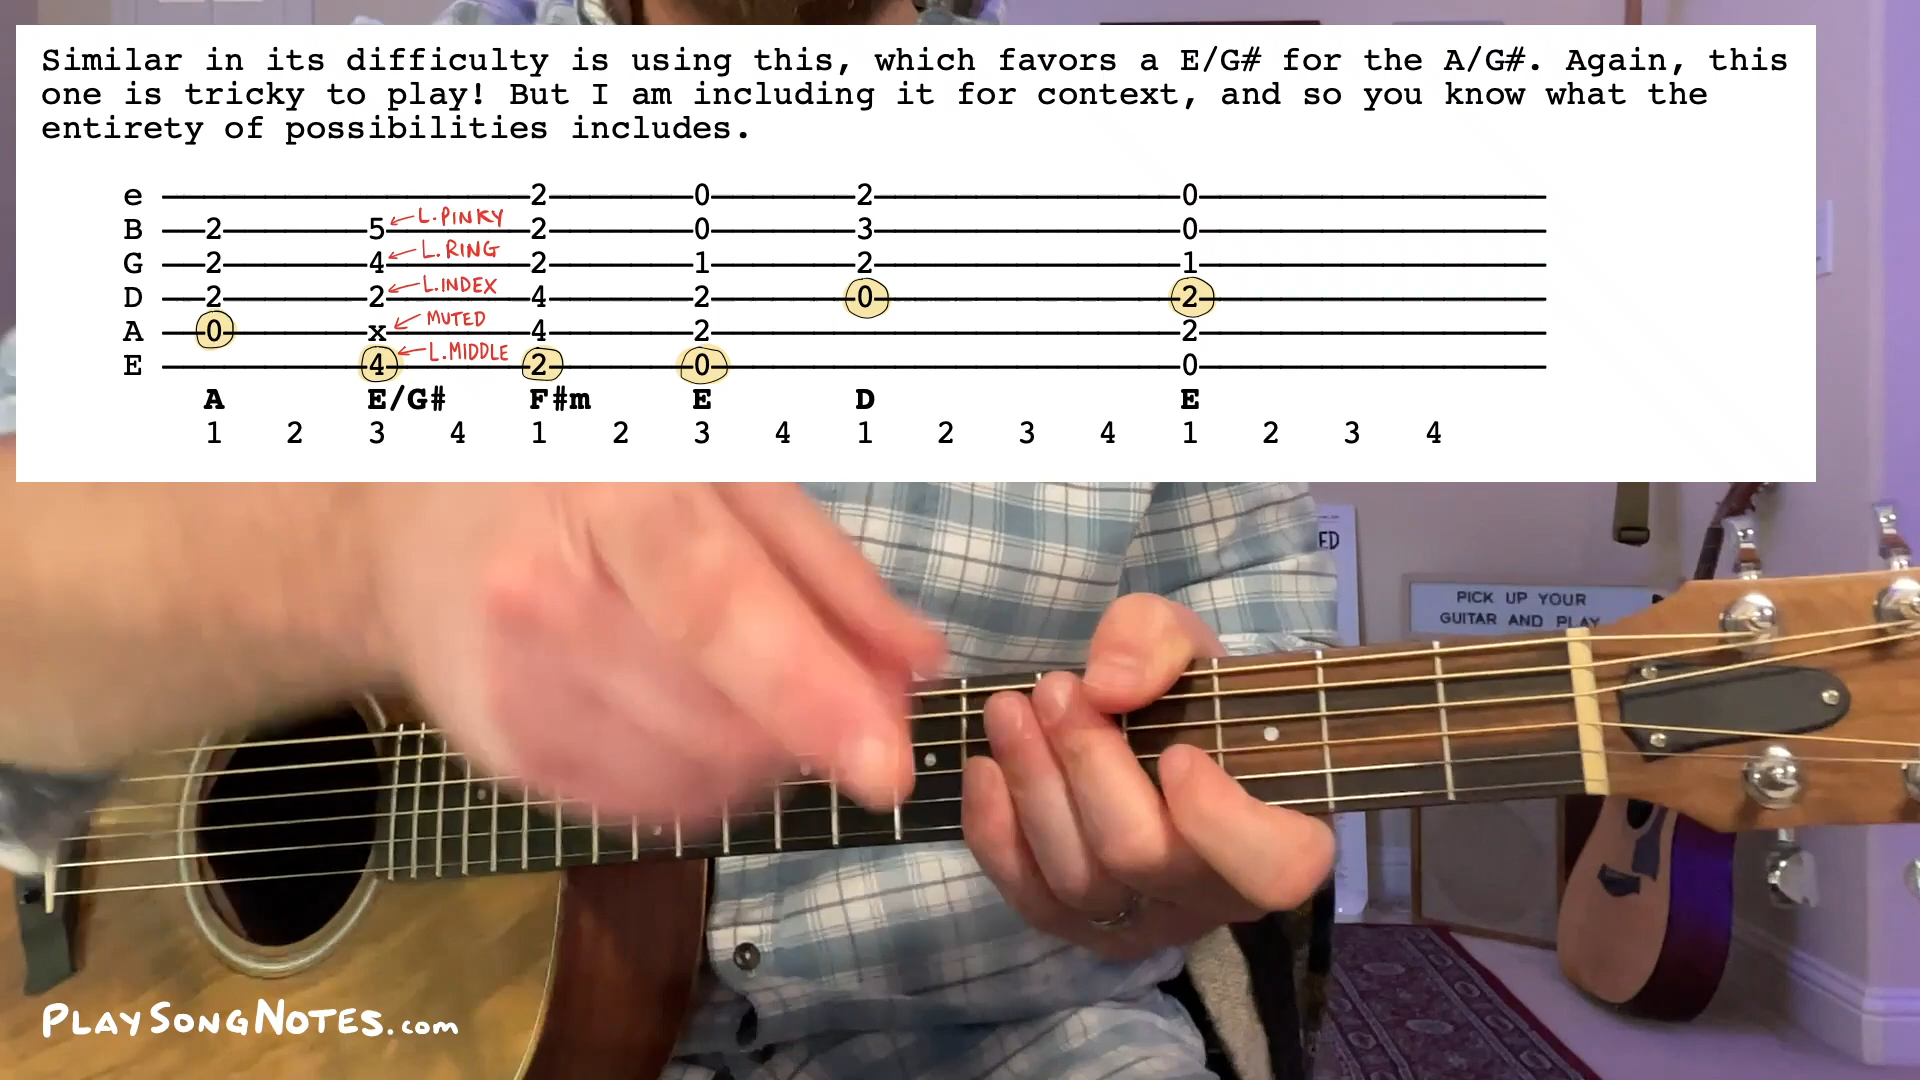 Similar in its difficulty is using this, which favors a E/G# for the A/G#. Again, this
one is tricky to play! But I am including it for context, and so you know what the
entirety of possibilities includes.
e 2 0 2 0
B 2 5 L.PINKY 2 0 3 0
G 2 4 L.RING 2 1 2 1
D 2 2 L.INDEX 4 2 0 2
A 0 x MUTED 4 2 2
E 4 L.MIDDLE 2 0 0
A E/G# F#m E D E
1 2 3 4 1 2 3 4 1 2 3 4 1 2 3 4
ED
PICK UP YOUR
GUITAR AND PLAY
PLAYSONGNOTES.com